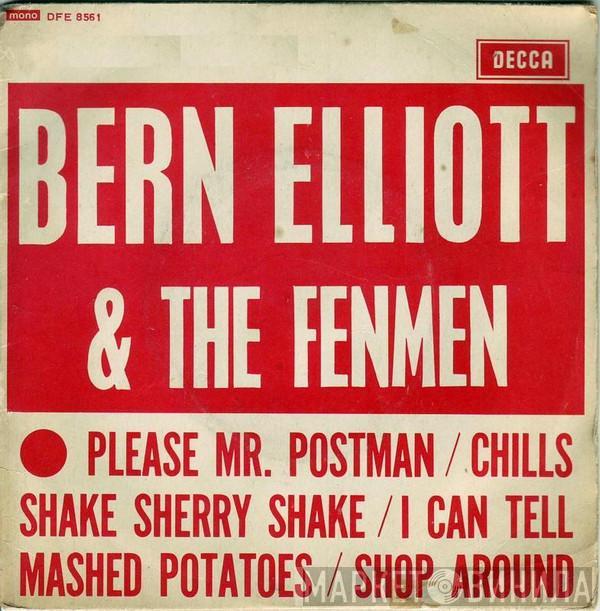 mono DFE 8561
DECCA
BERN ELLIOTT
& THE FENMEN
PLEASE MR. POSTMAN / CHILLS
SHAKE SHERRY SHAKE / I CAN TELL
MASHED POTATOES / SHOP AROUND